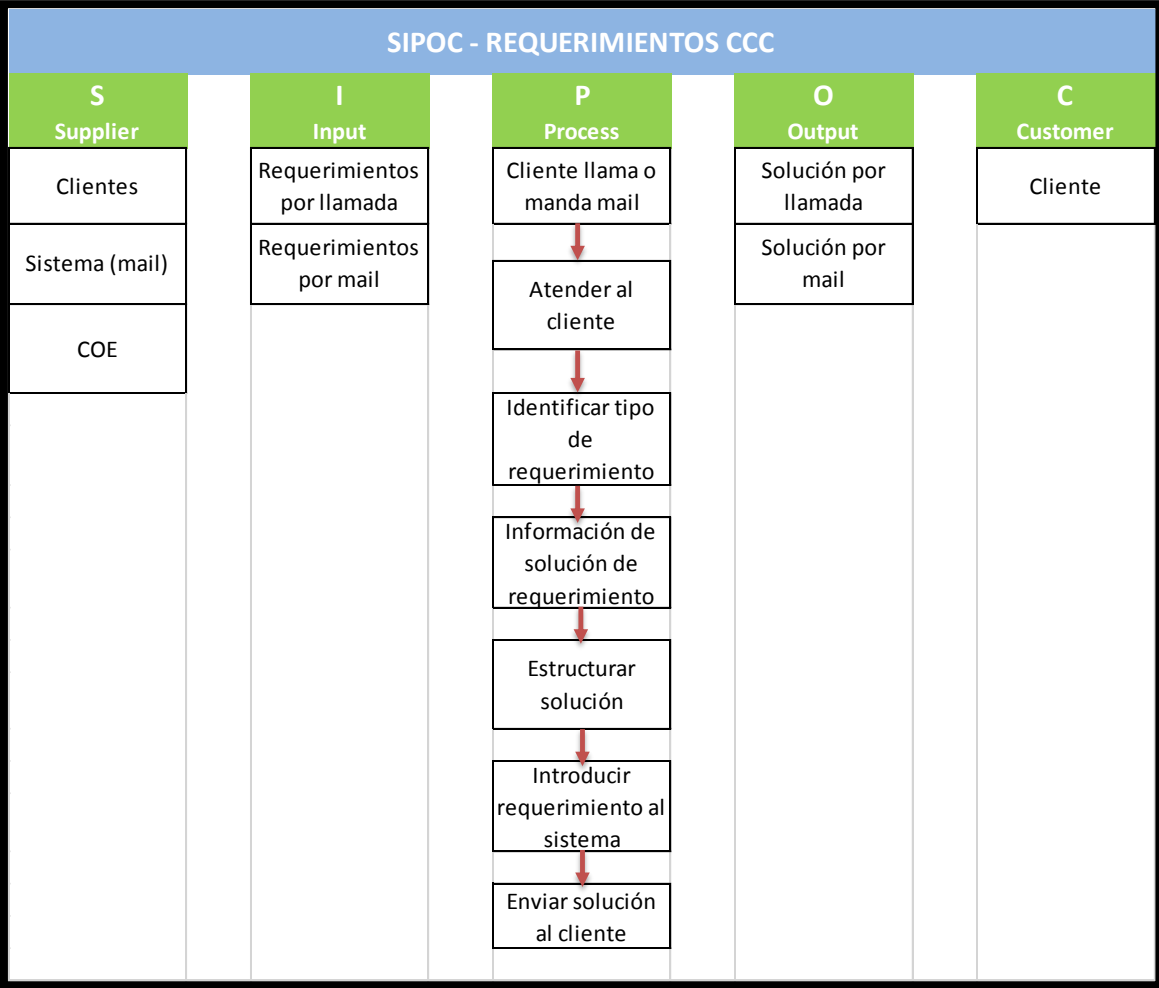 SIPOC - REQUERIMIENTOS CCC
S
Supplier
Clientes
Sistema (mail)
COE
I
Input
Requerimientos
por llamada
Requerimientos
por mail
P
Process
Cliente llama o
manda mail
Atender al
cliente
Identificar tipo
de
requerimiento
Información de
solución de
requerimiento
Estructurar
solución
Introducir
requerimiento al
sistema
Enviar solución
al cliente
O
Output
Solución por
llamada
Solución por
mail
C
Customer
Cliente